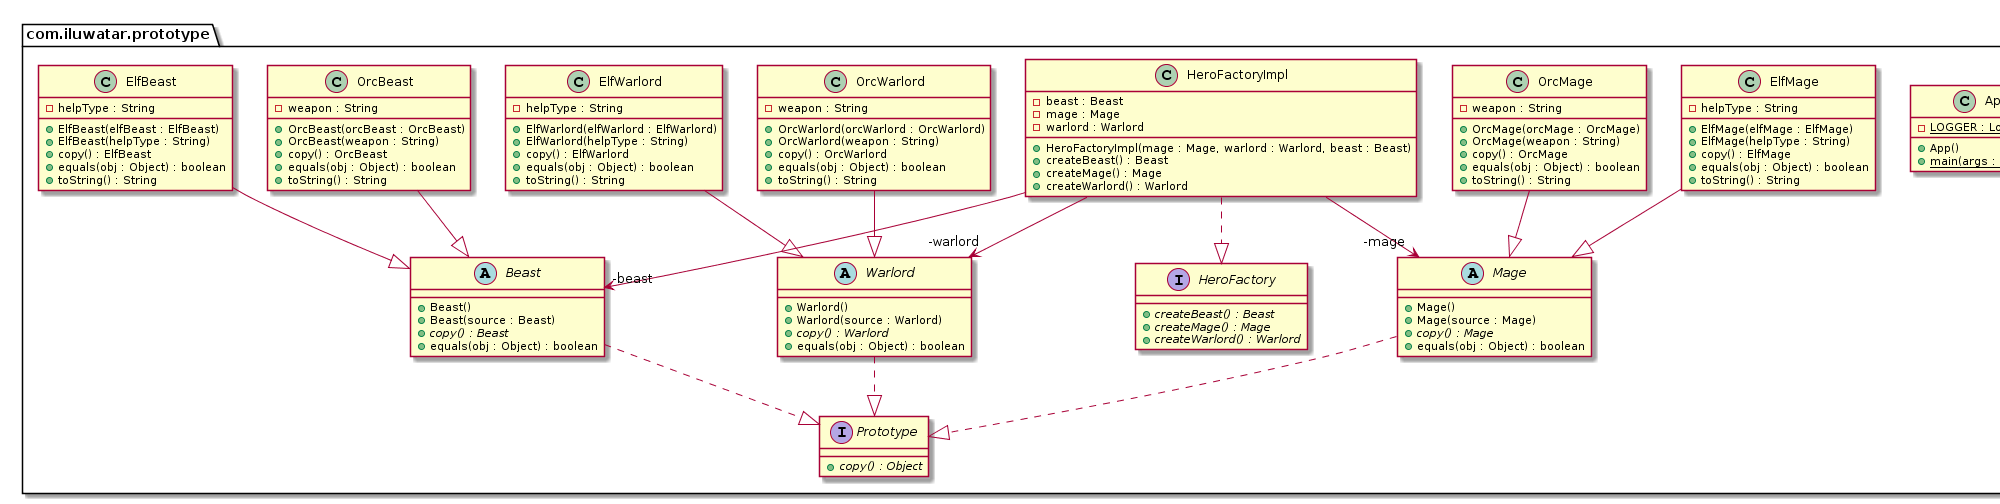 com.iluwatar.prototype
C ElfBeast
helpType : String
ElfBeast(elfBeast : ElfBeast)
ElfBeast(helpType : String)
copy() : ElfBeast
equals(obj : Object) : boolean
toString() : String
C OrcBeast
weapon : String
OrcBeast(orcBeast : OrcBeast)
OrcBeast(weapon : String)
copy() : OrcBeast
equals(obj : Object) : boolean
toString() : String
C ElfWarlord
helpType : String
ElfWarlord(elfWarlord : ElfWarlord)
ElfWarlord(helpType : String)
copy() : ElfWarlord
equals(obj : Object) : boolean
toString() : String
C OrcWarlord
weapon : String
OrcWarlord(orcWarlord : OrcWarlord)
OrcWarlord(weapon : String)
copy() : OrcWarlord
equals(obj : Object) : boolean
toString() : String
C HeroFactoryImpl
beast : Beast
mage : Mage
warlord : Warlord
HeroFactoryImpl(mage : Mage, warlord : Warlord, beast : Beast)
createBeast() : Beast
createMage() : Mage
createWarlord() : Warlord
C OrcMage
weapon : String
OrcMage(orcMage : OrcMage)
OrcMage(weapon : String)
copy() : OrcMage
equals(obj : Object) : boolean
toString() : String
C ElfMage
helpType : String
ElfMage(elfMage : ElfMage)
ElfMage(helpType : String)
copy() : ElfMage
equals(obj : Object) : boolean
toString() : String
C
LOGGER :
App()
main(args :
-warlord
-mage
-beast
A Beast
Beast()
Beast(source : Beast)
copy() : Beast
equals(obj : Object) : boolean
A Warlord
Warlord()
Warlord(source : Warlord)
copy() : Warlord
equals(obj : Object) : boolean
I HeroFactory
createBeast() : Beast
createMage() : Mage
createWarlord() : Warlord
A Mage
Mage()
Mage(source : Mage)
copy() : Mage
equals(obj : Object) : boolean
I Prototype
copy() : Object